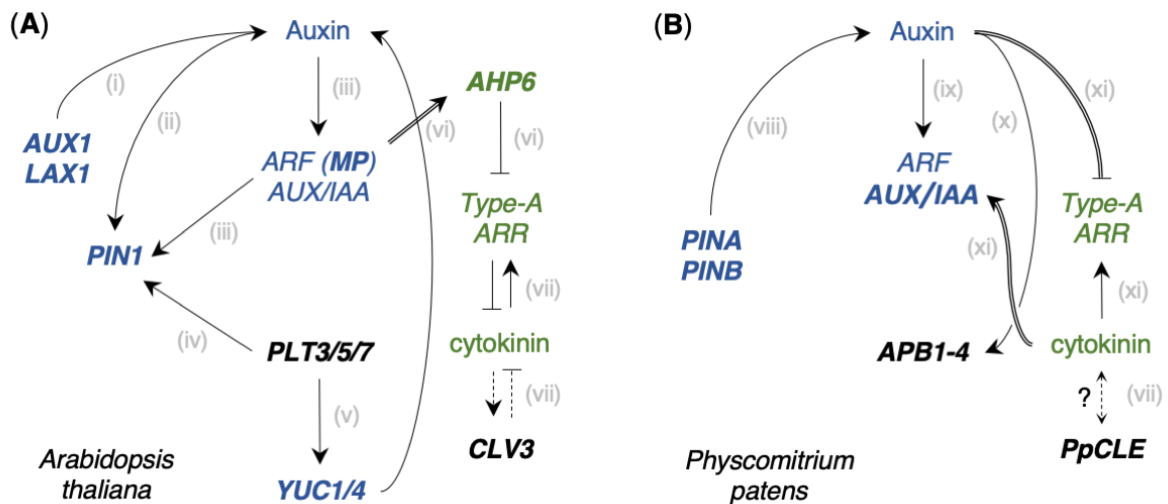 (A)
Auxin
(i)
(ii)
(iii)
AHP6
(vi)
(vi)
AUX1
LAX1
ARF (MP)
AUX/IAA
Type-A
ARR
(iii)
PIN1
(vii)
(iv)
PLT3/5/7
cytokinin
(v)
(vii)
CLV3
Arabidopsis
thaliana
YUC1/4
(B)
Auxin
(viii)
(ix)
(x)
(xi)
ARF
AUX/IAA
Type-A
ARR
PINA
PINB
(xi)
(xi)
APB1-4
cytokinin
?
(vii)
PpCLE
Physcomitrium
patens